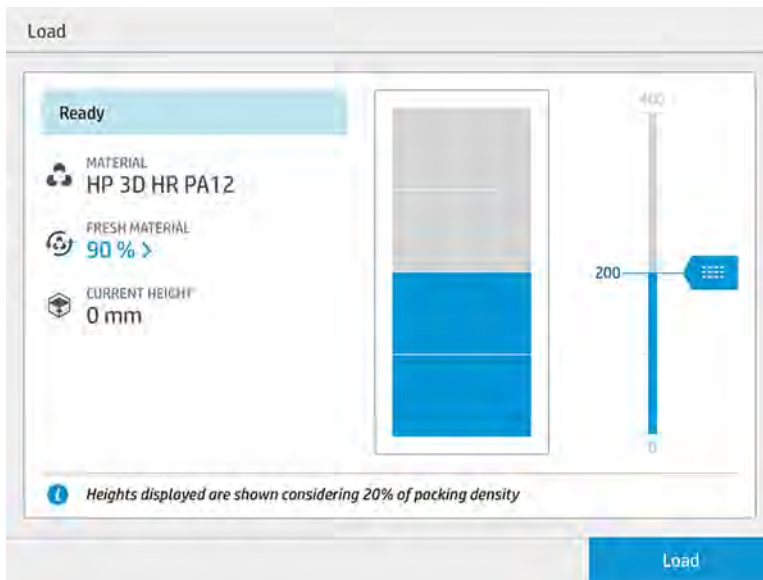 Load
Ready
MATERIAL
HP 3D HR PA12
FRESH MATERIAL
90 % >
CURRENT HEIGHT
0 mm
400
200
0
Heights displayed are shown considering 20% of packing density
Load